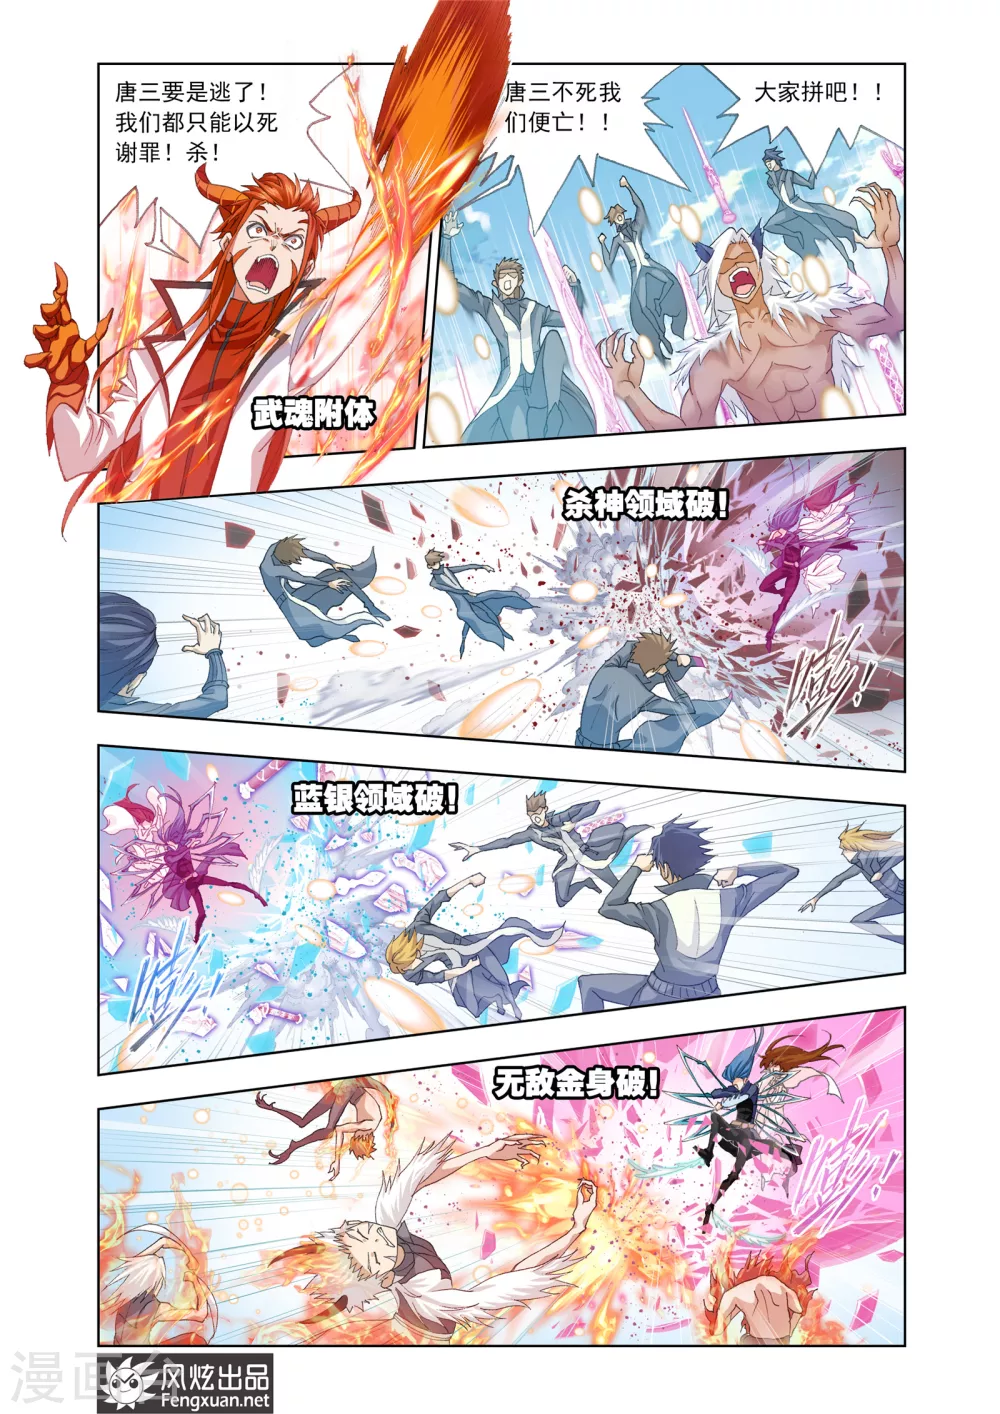 唐三要是逃了！
我们都只能以死
谢罪！杀！
唐三不死我
们便亡！！
大家拼吧！！
武魂附体
杀神领域破！
嘭！
蓝银领域破！
嘭！
无敌金身破！
嘭！
漫画台
风炫出品
Fengxuan.net